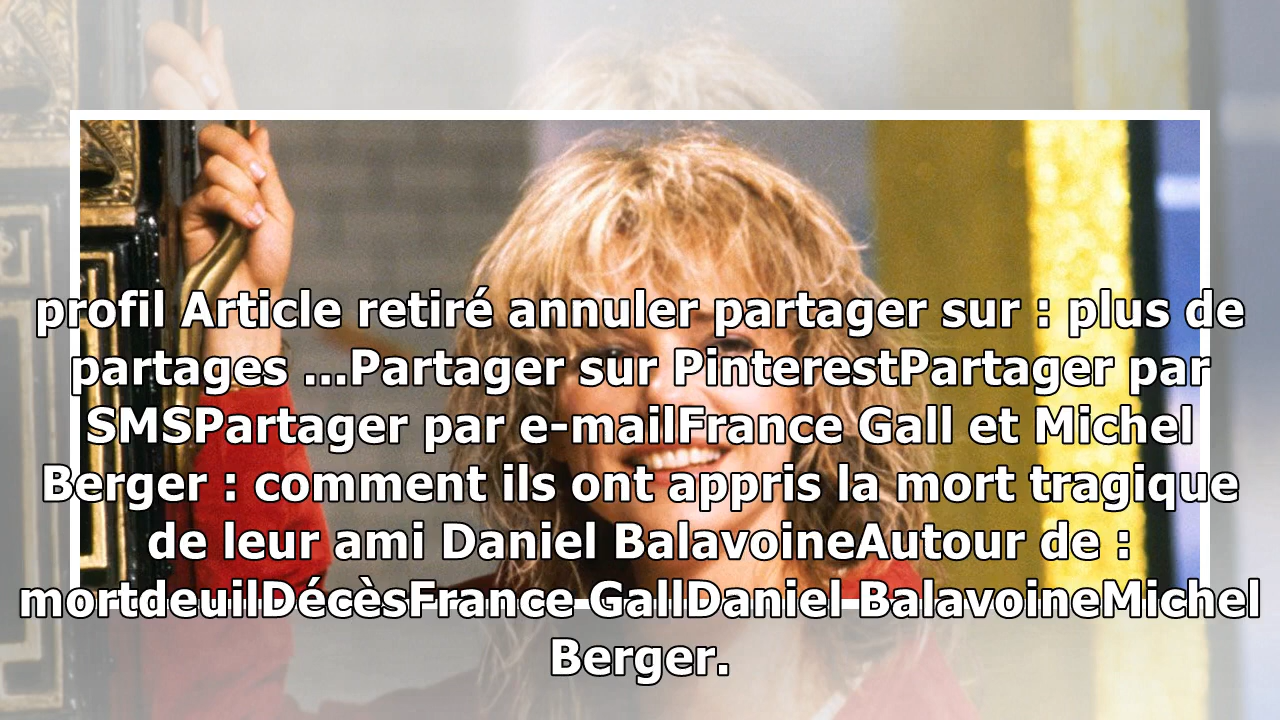 profil Article retiré annuler partager sur : plus de
partages ...Partager sur PinterestPartager par
SMSPartager par e-mailFrance Gall et Michel
Berger : comment ils ont appris la mort tragique
de leur ami Daniel BalavoineAutour de :
mortdeuilDécèsFrance GallDaniel BalavoineMichel
Berger.